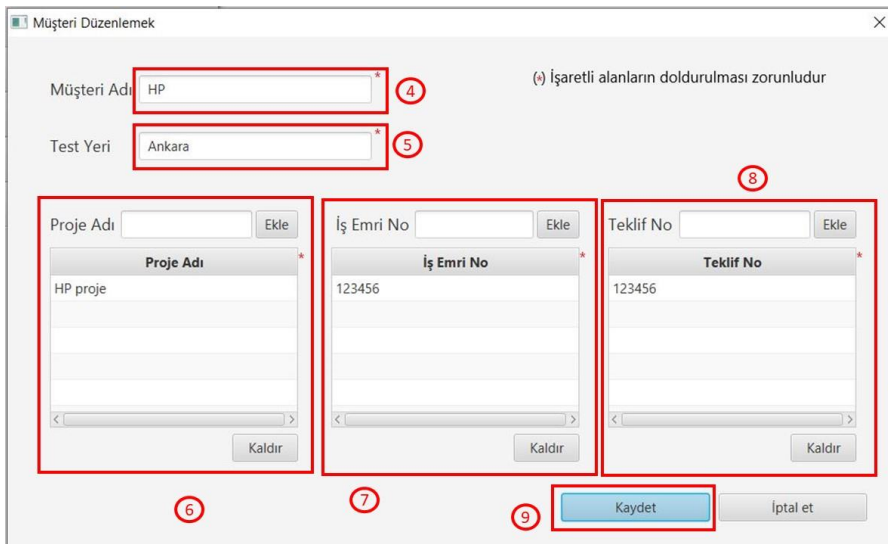 Müşteri Düzenlemek
Müşteri Adı HP * 4
(*) İşaretli alanların doldurulması zorunludur
Test Yeri Ankara * 5
8
Proje Adı Ekle
Proje Adı *
HP proje
Kaldır
6
İş Emri No Ekle
İş Emri No *
123456
Kaldır
7
Teklif No Ekle
Teklif No *
123456
Kaldır
9 Kaydet İptal et